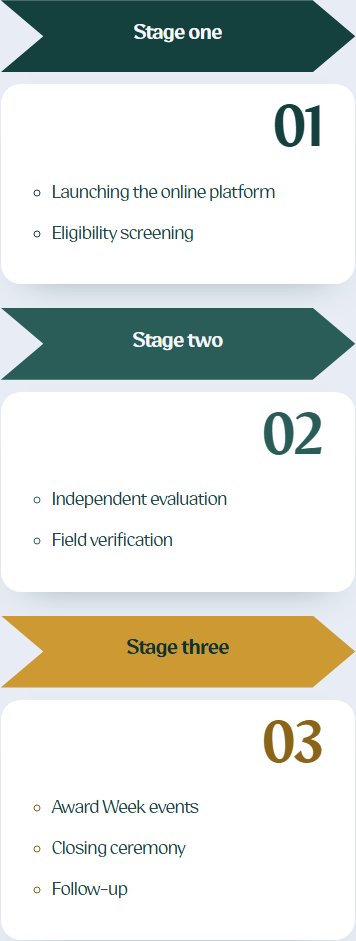 Stage one
01
Launching the online platform
Eligibility screening
Stage two
02
Independent evaluation
Field verification
Stage three
03
Award Week events
Closing ceremony
Follow-up